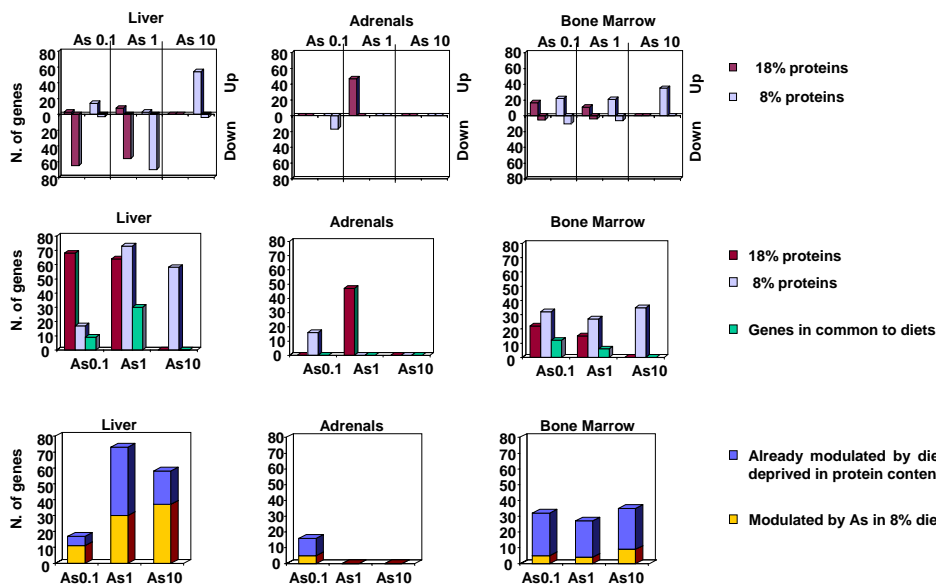 Liver
As 0.1 As 1 As 10
80
60
40
20
0
20
40
60
80
N. of genes
Up
Down
Adrenals
As 0.1 As 1 As 10
80
60
40
20
0
20
40
60
80
Up
Down
Bone Marrow
As 0.1 As 1 As 10
80
60
40
20
0
20
40
60
80
Up
Down
18% proteins
8% proteins
Liver
80
70
60
50
40
30
20
10
0
N. of genes
As0.1 As1 As10
Adrenals
80
70
60
50
40
30
20
10
0
As0.1 As1 As10
Bone Marrow
80
70
60
50
40
30
20
10
0
As0.1 As1 As10
18% proteins
8% proteins
Genes in common to diets
Liver
80
70
60
50
40
30
20
10
0
N. of genes
As0.1 As1 As10
Adrenals
80
70
60
50
40
30
20
10
0
As0.1 As1 As10
Bone Marrow
80
70
60
50
40
30
20
10
0
As0.1 As1 As10
Already modulated by die
deprived in protein conten
Modulated by As in 8% die